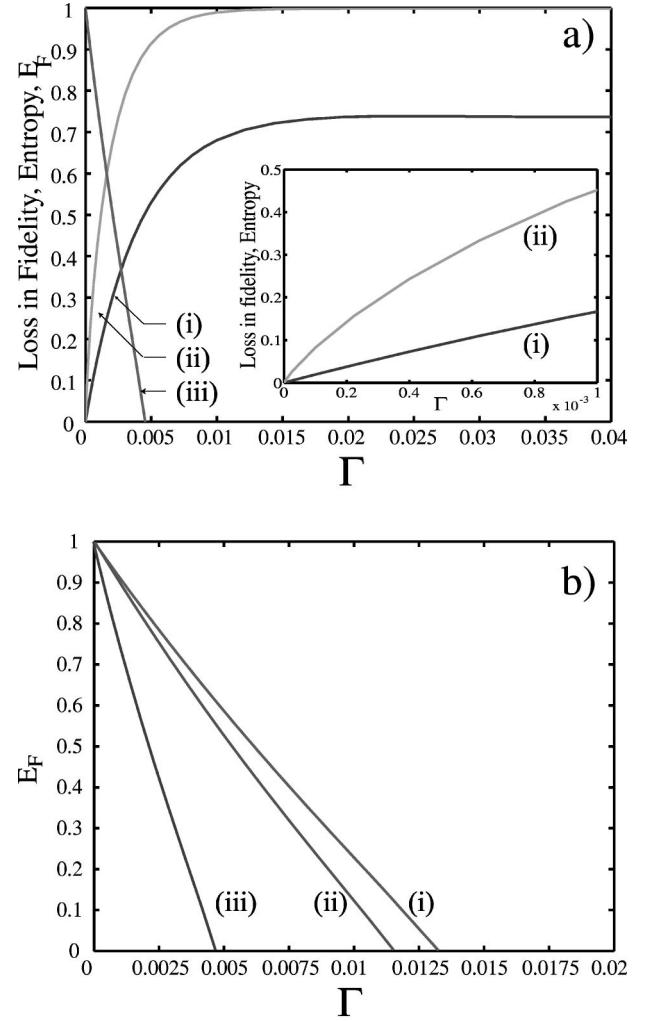 a)
Loss in Fidelity, Entropy, E_F
1
0.9
0.8
0.7
0.6
0.5
0.4
0.3
0.2
0.1
0
(i)
(ii)
(iii)
0 0.005 0.01 0.015 0.02 0.025 0.03 0.035 0.04
Γ
Loss in fidelity, Entropy
0.5
0.4
0.3
0.2
0.1
0
(ii)
(i)
0 0.2 0.4 0.6 0.8 1
Γ
x 10⁻³
b)
E_F
1
0.9
0.8
0.7
0.6
0.5
0.4
0.3
0.2
0.1
0
(iii) (ii) (i)
0 0.0025 0.005 0.0075 0.01 0.0125 0.015 0.0175 0.02
Γ